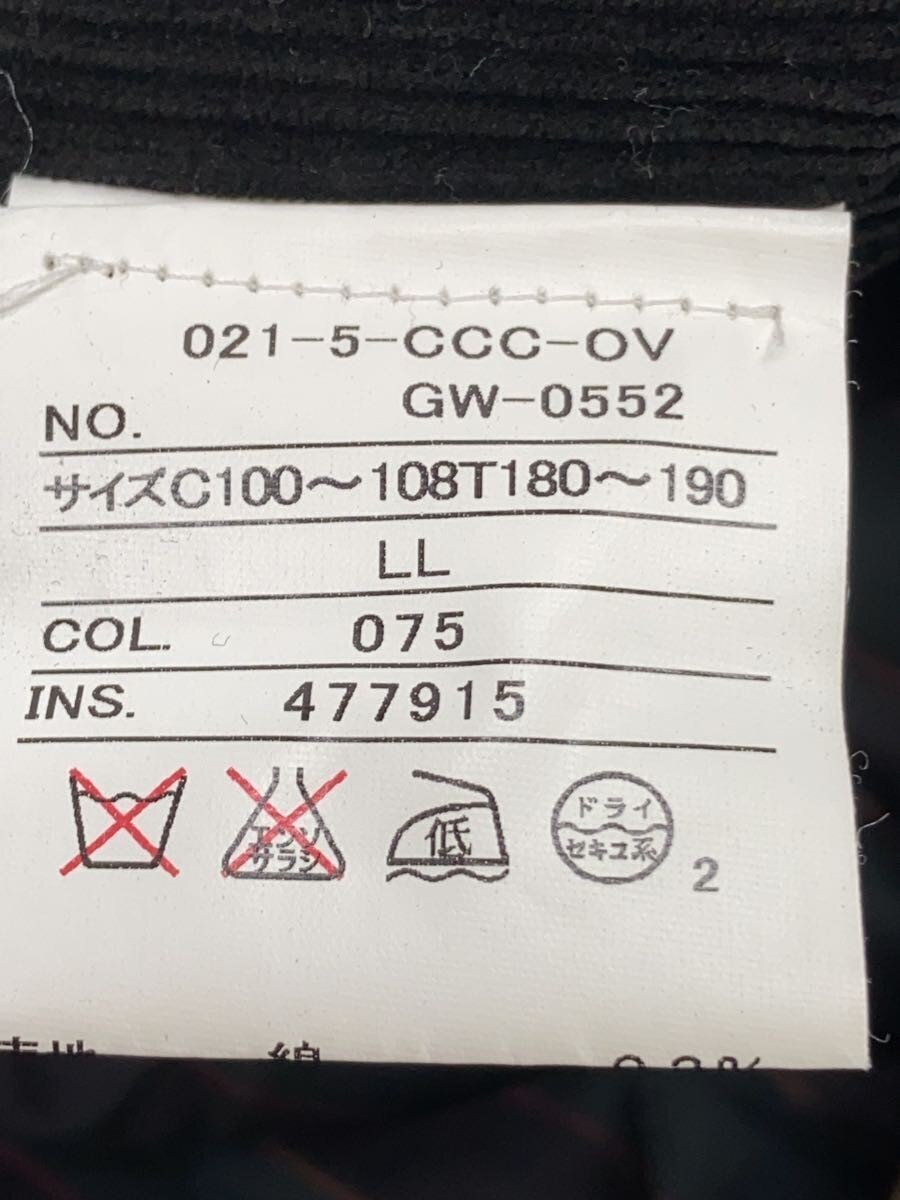 021-5-CCC-OV
NO. GW-0552
サイズC100～108T180～190
LL
COL. 075
INS. 477915
エンソ
サラシ
低
ドライ
セキユ系
2